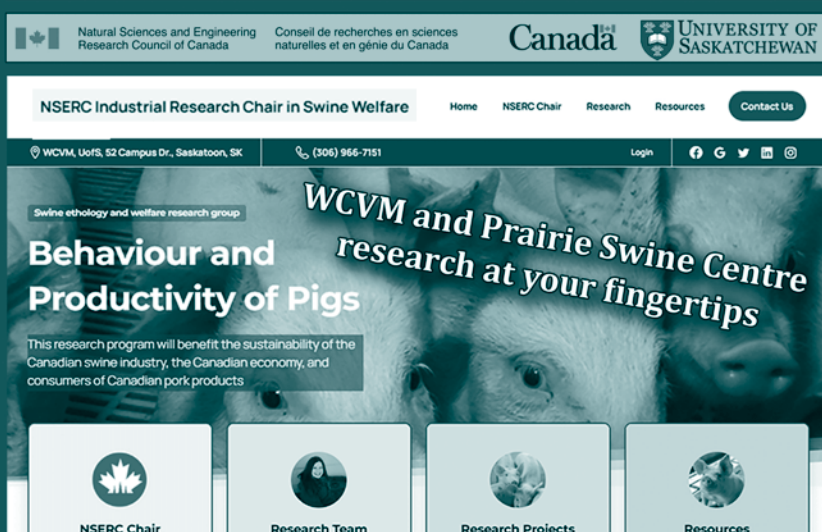 Natural Sciences and Engineering
Research Council of Canada
Conseil de recherches en sciences
naturelles et en génie du Canada
Canada
UNIVERSITY OF
SASKATCHEWAN
NSERC Industrial Research Chair in Swine Welfare
Home
NSERC Chair
Research
Resources
Contact Us
WCVM, UofS, 52 Campus Dr., Saskatoon, SK
(306) 966-7151
Login
Swine ethology and welfare research group
WCVM and Prairie Swine Centre
research at your fingertips
Behaviour and
Productivity of Pigs
This research program will benefit the sustainability of the
Canadian swine industry, the Canadian economy, and
consumers of Canadian pork products
NSERC Chair
Research Team
Research Projects
Resources